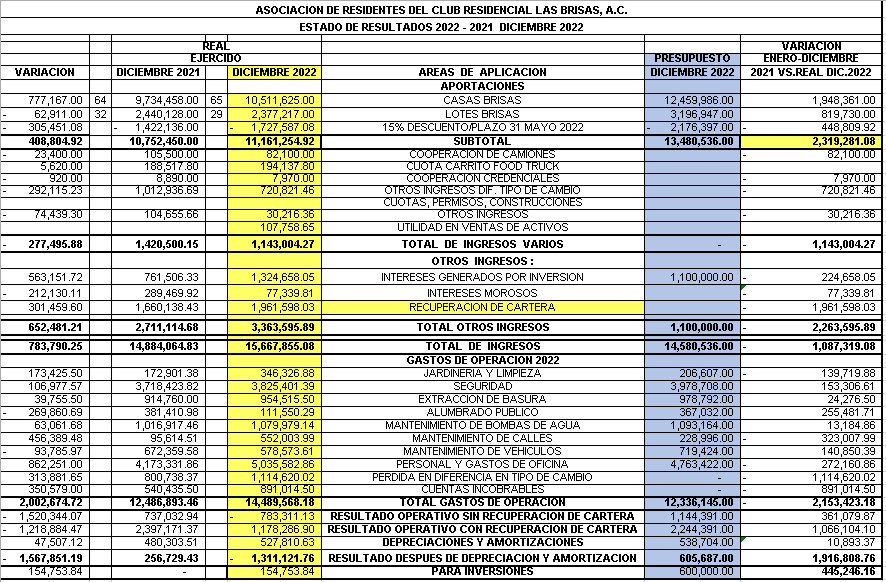 ASOCIACION DE RESIDENTES DEL CLUB RESIDENCIAL LAS BRISAS, A.C.
ESTADO DE RESULTADOS 2022 - 2021 DICIEMBRE 2022
REAL VARIACION
EJERCIDO PRESUPUESTO ENERO-DICIEMBRE
VARIACION DICIEMBRE 2021 DICIEMBRE 2022 AREAS DE APLICACION DICIEMBRE 2022 2021 VS.REAL DIC.2022
APORTACIONES
777,167.00 64 9,734,458.00 65 10,511,625.00 CASAS BRISAS 12,459,986.00 1,948,361.00
- 62,911.00 32 2,440,128.00 29 2,377,217.00 LOTES BRISAS 3,196,947.00 819,730.00
- 305,451.08 - 1,422,136.00 - 1,727,587.08 15% DESCUENTO/PLAZO 31 MAYO 2022 - 2,176,397.00 - 448,809.92
408,804.92 10,752,450.00 11,161,254.92 SUBTOTAL 13,480,536.00 2,319,281.08
- 23,400.00 105,500.00 82,100.00 COOPERACION DE CAMIONES - 82,100.00
5,620.00 188,517.80 194,137.80 CUOTA CARRITO FOOD TRUCK
- 920.00 8,890.00 7,970.00 COOPERACION CREDENCIALES - 7,970.00
- 292,115.23 1,012,936.69 720,821.46 OTROS INGRESOS DIF. TIPO DE CAMBIO - 720,821.46
CUOTAS, PERMISOS, CONSTRUCCIONES
- 74,439.30 104,655.66 30,216.36 OTROS INGRESOS - 30,216.36
107,758.65 UTILIDAD EN VENTAS DE ACTIVOS
- 277,495.88 1,420,500.15 1,143,004.27 TOTAL DE INGRESOS VARIOS - - 1,143,004.27
OTROS INGRESOS :
563,151.72 761,506.33 1,324,658.05 INTERESES GENERADOS POR INVERSION 1,100,000.00 - 224,658.05
- 212,130.11 289,469.92 77,339.81 INTERESES MOROSOS - 77,339.81
301,459.60 1,660,138.43 1,961,598.03 RECUPERACION DE CARTERA - 1,961,598.03
652,481.21 2,711,114.68 3,363,595.89 TOTAL OTROS INGRESOS 1,100,000.00 - 2,263,595.89
783,790.25 14,884,064.83 15,667,855.08 TOTAL DE INGRESOS 14,580,536.00 - 1,087,319.08
GASTOS DE OPERACION 2022
173,425.50 172,901.38 346,326.88 JARDINERIA Y LIMPIEZA 206,607.00 - 139,719.88
106,977.57 3,718,423.82 3,825,401.39 SEGURIDAD 3,978,708.00 153,306.61
39,755.50 914,760.00 954,515.50 EXTRACCION DE BASURA 978,792.00 24,276.50
- 269,860.69 381,410.98 111,550.29 ALUMBRADO PUBLICO 367,032.00 255,481.71
63,061.68 1,016,917.46 1,079,979.14 MANTENIMIENTO DE BOMBAS DE AGUA 1,093,164.00 13,184.86
456,389.48 95,614.51 552,003.99 MANTENIMIENTO DE CALLES 228,996.00 - 323,007.99
- 93,785.97 672,359.58 578,573.61 MANTENIMIENTO DE VEHICULOS 719,424.00 140,850.39
862,251.00 4,173,331.86 5,035,582.86 PERSONAL Y GASTOS DE OFICINA 4,763,422.00 - 272,160.86
313,881.65 800,738.37 1,114,620.02 PERDIDA EN DIFERENCIA EN TIPO DE CAMBIO - - 1,114,620.02
350,579.00 540,435.50 891,014.50 CUENTAS INCOBRABLES - - 891,014.50
2,002,674.72 12,486,893.46 14,489,568.18 TOTAL GASTOS DE OPERACION 12,336,145.00 - 2,153,423.18
- 1,520,344.07 737,032.94 - 783,311.13 RESULTADO OPERATIVO SIN RECUPERACION DE CARTERA 1,144,391.00 361,079.87
- 1,218,884.47 2,397,171.37 1,178,286.90 RESULTADO OPERATIVO CON RECUPERACION DE CARTERA 2,244,391.00 1,066,104.10
47,507.12 480,303.51 527,810.63 DEPRECIACIONES Y AMORTIZACIONES 538,704.00 10,893.37
- 1,567,851.19 256,729.43 - 1,311,121.76 RESULTADO DESPUES DE DEPRECIACION Y AMORTIZACION 605,687.00 1,916,808.76
154,753.84 - 154,753.84 PARA INVERSIONES 600,000.00 445,246.16